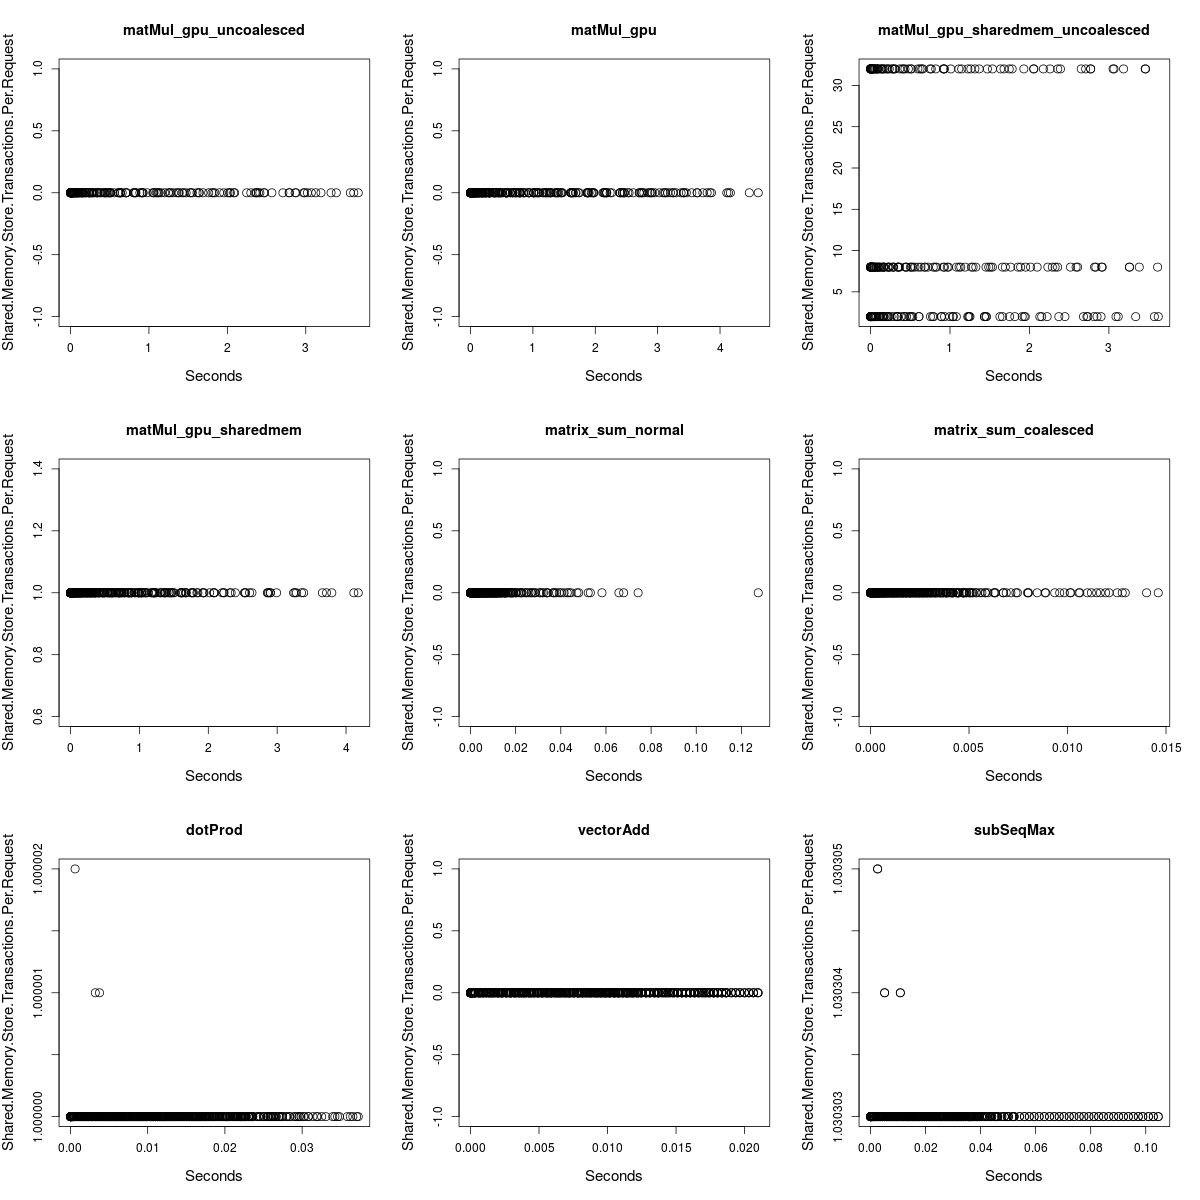 matMul_gpu_uncoalesced
Shared.Memory.Store.Transactions.Per.Request
1.0
0.5
0.0
-0.5
-1.0
0 1 2 3
Seconds
matMul_gpu
Shared.Memory.Store.Transactions.Per.Request
1.0
0.5
0.0
-0.5
-1.0
0 1 2 3 4
Seconds
matMul_gpu_sharedmem_uncoalesced
Shared.Memory.Store.Transactions.Per.Request
30
25
20
15
10
5
0 1 2 3
Seconds
matMul_gpu_sharedmem
Shared.Memory.Store.Transactions.Per.Request
1.4
1.2
1.0
0.8
0.6
0 1 2 3 4
Seconds
matrix_sum_normal
Shared.Memory.Store.Transactions.Per.Request
1.0
0.5
0.0
-0.5
-1.0
0.00 0.02 0.04 0.06 0.08 0.10 0.12
Seconds
matrix_sum_coalesced
Shared.Memory.Store.Transactions.Per.Request
1.0
0.5
0.0
-0.5
-1.0
0.000 0.005 0.010 0.015
Seconds
dotProd
Shared.Memory.Store.Transactions.Per.Request
1.000002
1.000001
1.000000
0.00 0.01 0.02 0.03
Seconds
vectorAdd
Shared.Memory.Store.Transactions.Per.Request
1.0
0.5
0.0
-0.5
-1.0
0.000 0.005 0.010 0.015 0.020
Seconds
subSeqMax
Shared.Memory.Store.Transactions.Per.Request
1.030305
1.030304
1.030303
0.00 0.02 0.04 0.06 0.08 0.10
Seconds